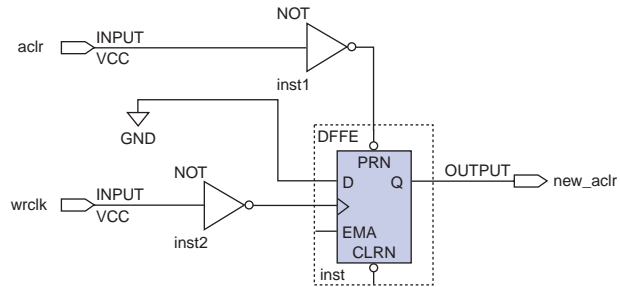 NOT
aclr
INPUT
VCC
inst1
GND
DFFE
PRN
D
Q
OUTPUT
new_aclr
NOT
wrclk
INPUT
VCC
inst2
EMA
CLRN
inst